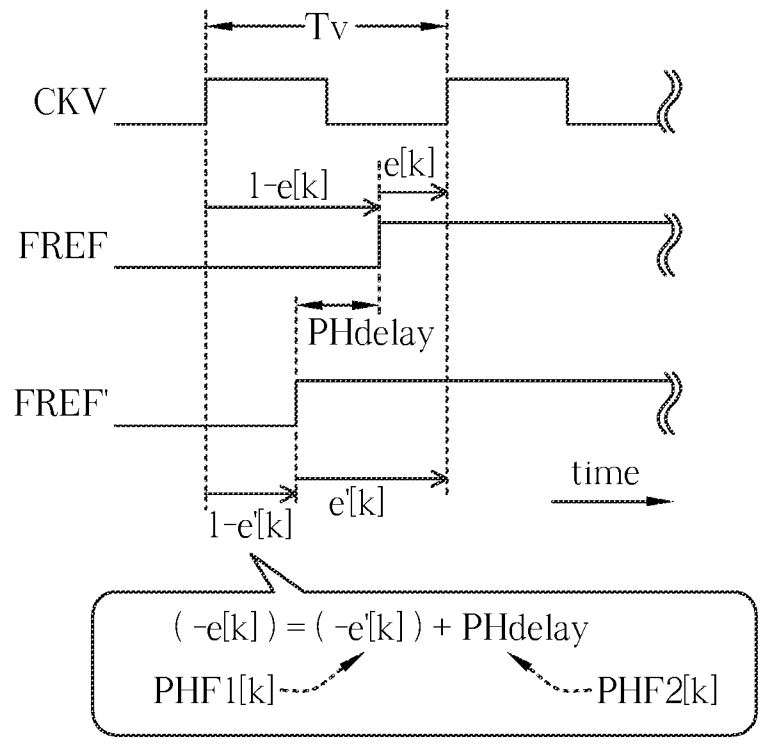 Tv
CKV
e[k]
1-e[k]
FREF
PHdelay
FREF'
time
e'[k]
1-e'[k]
(-e[k])=(-e'[k])+PHdelay
PHF1[k]
PHF2[k]